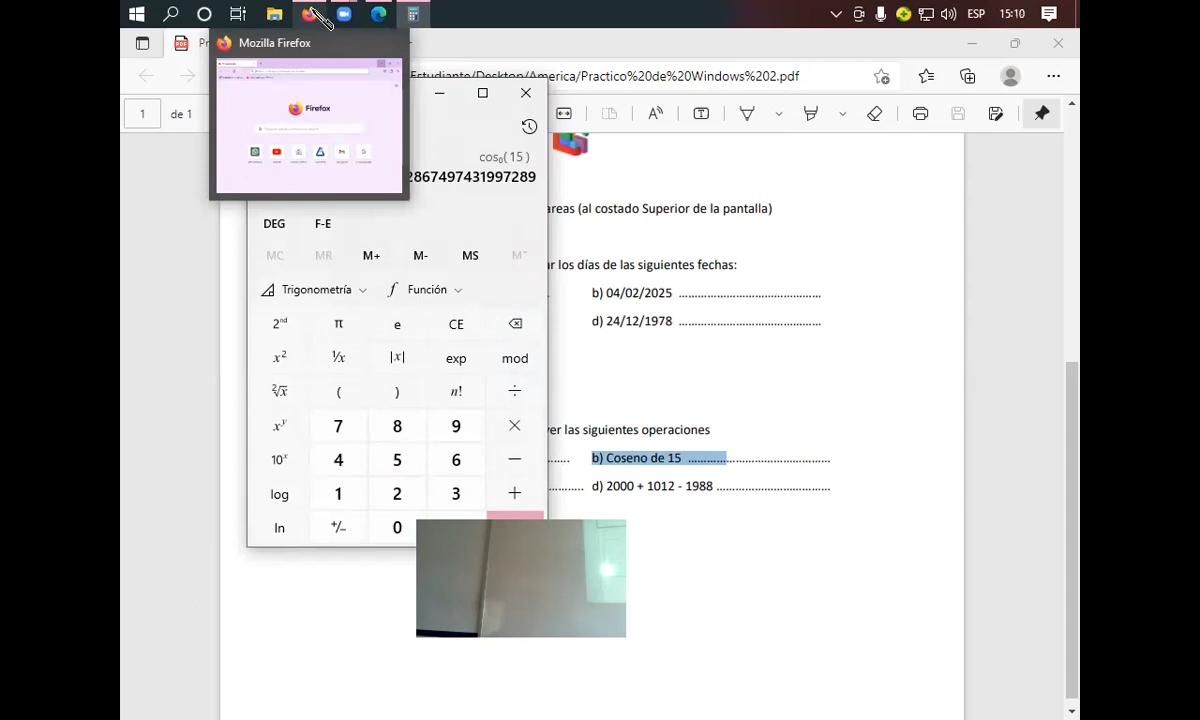 ESP 15:10
Mozilla Firefox
Firefox
Estudiante/Desktop/America/Practico%20de%20Windows%202.pdf
1 de 1
cos₀( 15 )
2867497431997289
DEG F-E
MC MR M+ M- MS M˅
Trigonometría Función
2nd π e CE
x² ¹/x |x| exp mod
²√x ( ) n! ÷
xʸ 7 8 9 ×
10ˣ 4 5 6 −
log 1 2 3 +
ln +/− 0
areas (al costado Superior de la pantalla)
ar los días de las siguientes fechas:
b) 04/02/2025 ..........................................
d) 24/12/1978 ..........................................
ver las siguientes operaciones
b) Coseno de 15 ..........................................
d) 2000 + 1012 - 1988 ..................................